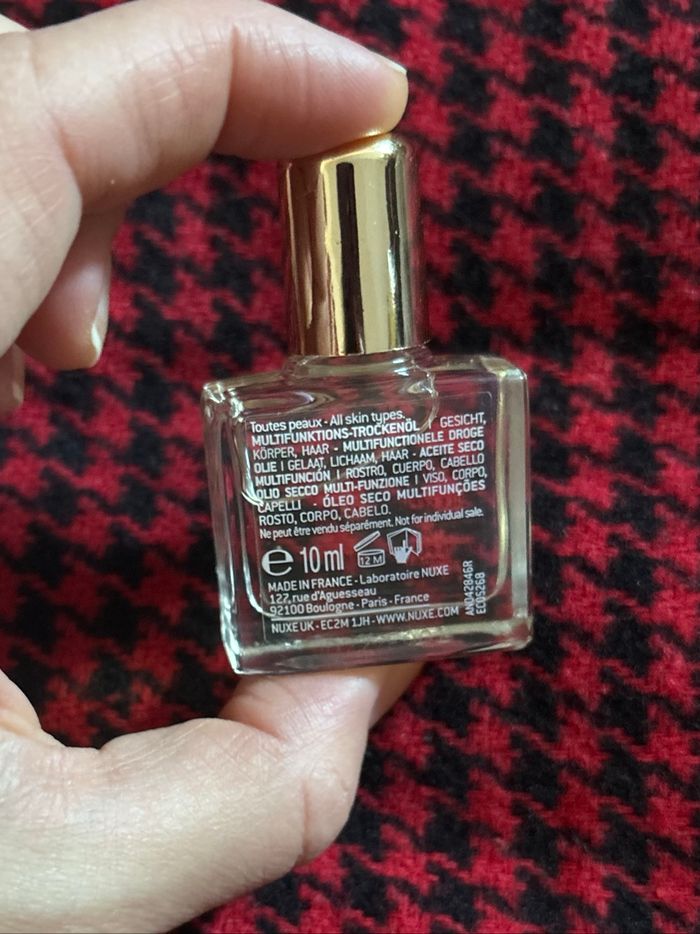 Toutes peaux - All skin types.
MULTIFUNKTIONS-TROCKENÖL GESICHT,
KÖRPER, HAAR - MULTIFUNCTIONELE DROGE
OLIE | GELAAT, LICHAAM, HAAR - ACEITE SECO
MULTIFUNCIÓN | ROSTRO, CUERPO, CABELLO
OLIO SECCO MULTI-FUNZIONE | VISO, CORPO,
CAPELLI - ÓLEO SECO MULTIFUNÇÕES
ROSTO, CORPO, CABELO.
Ne peut être vendu séparément. Not for individual sale.
e 10 ml 12 M
MADE IN FRANCE - Laboratoire NUXE
127, rue d'Aguesseau
92100 Boulogne - Paris - France
NUXE UK - EC2M 1JH - WWW.NUXE.COM
AND42846R
EC05268